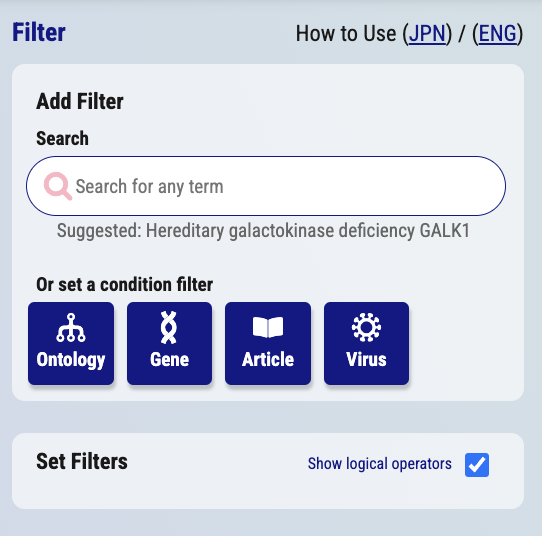 Filter
How to Use (JPN) / (ENG)
Add Filter
Search
Search for any term
Suggested: Hereditary galactokinase deficiency GALK1
Or set a condition filter
Ontology
Gene
Article
Virus
Set Filters
Show logical operators